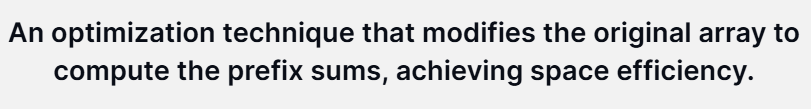 An optimization technique that modifies the original array to
compute the prefix sums, achieving space efficiency.